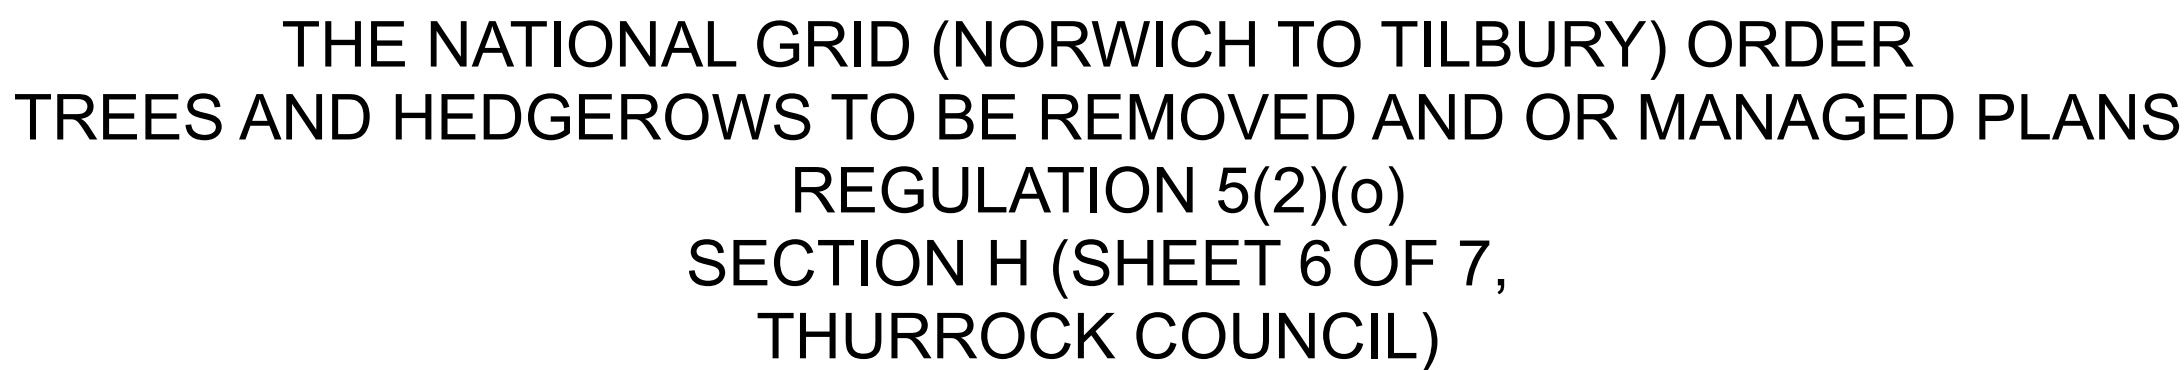 THE NATIONAL GRID (NORWICH TO TILBURY) ORDER
TREES AND HEDGEROWS TO BE REMOVED AND OR MANAGED PLANS
REGULATION 5(2)(o)
SECTION H (SHEET 6 OF 7,
THURROCK COUNCIL)